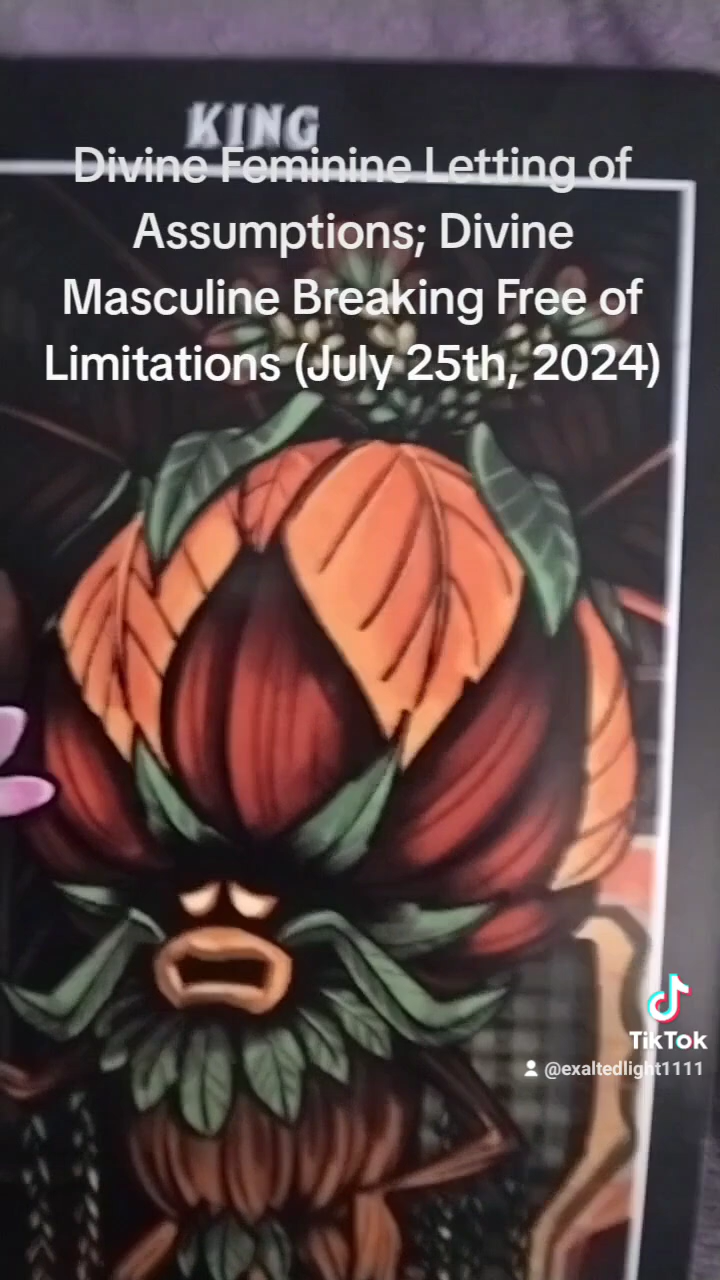 KING
Divine Feminine Letting of
Assumptions; Divine
Masculine Breaking Free of
Limitations (July 25th, 2024)
TikTok
@exaltedlight1111